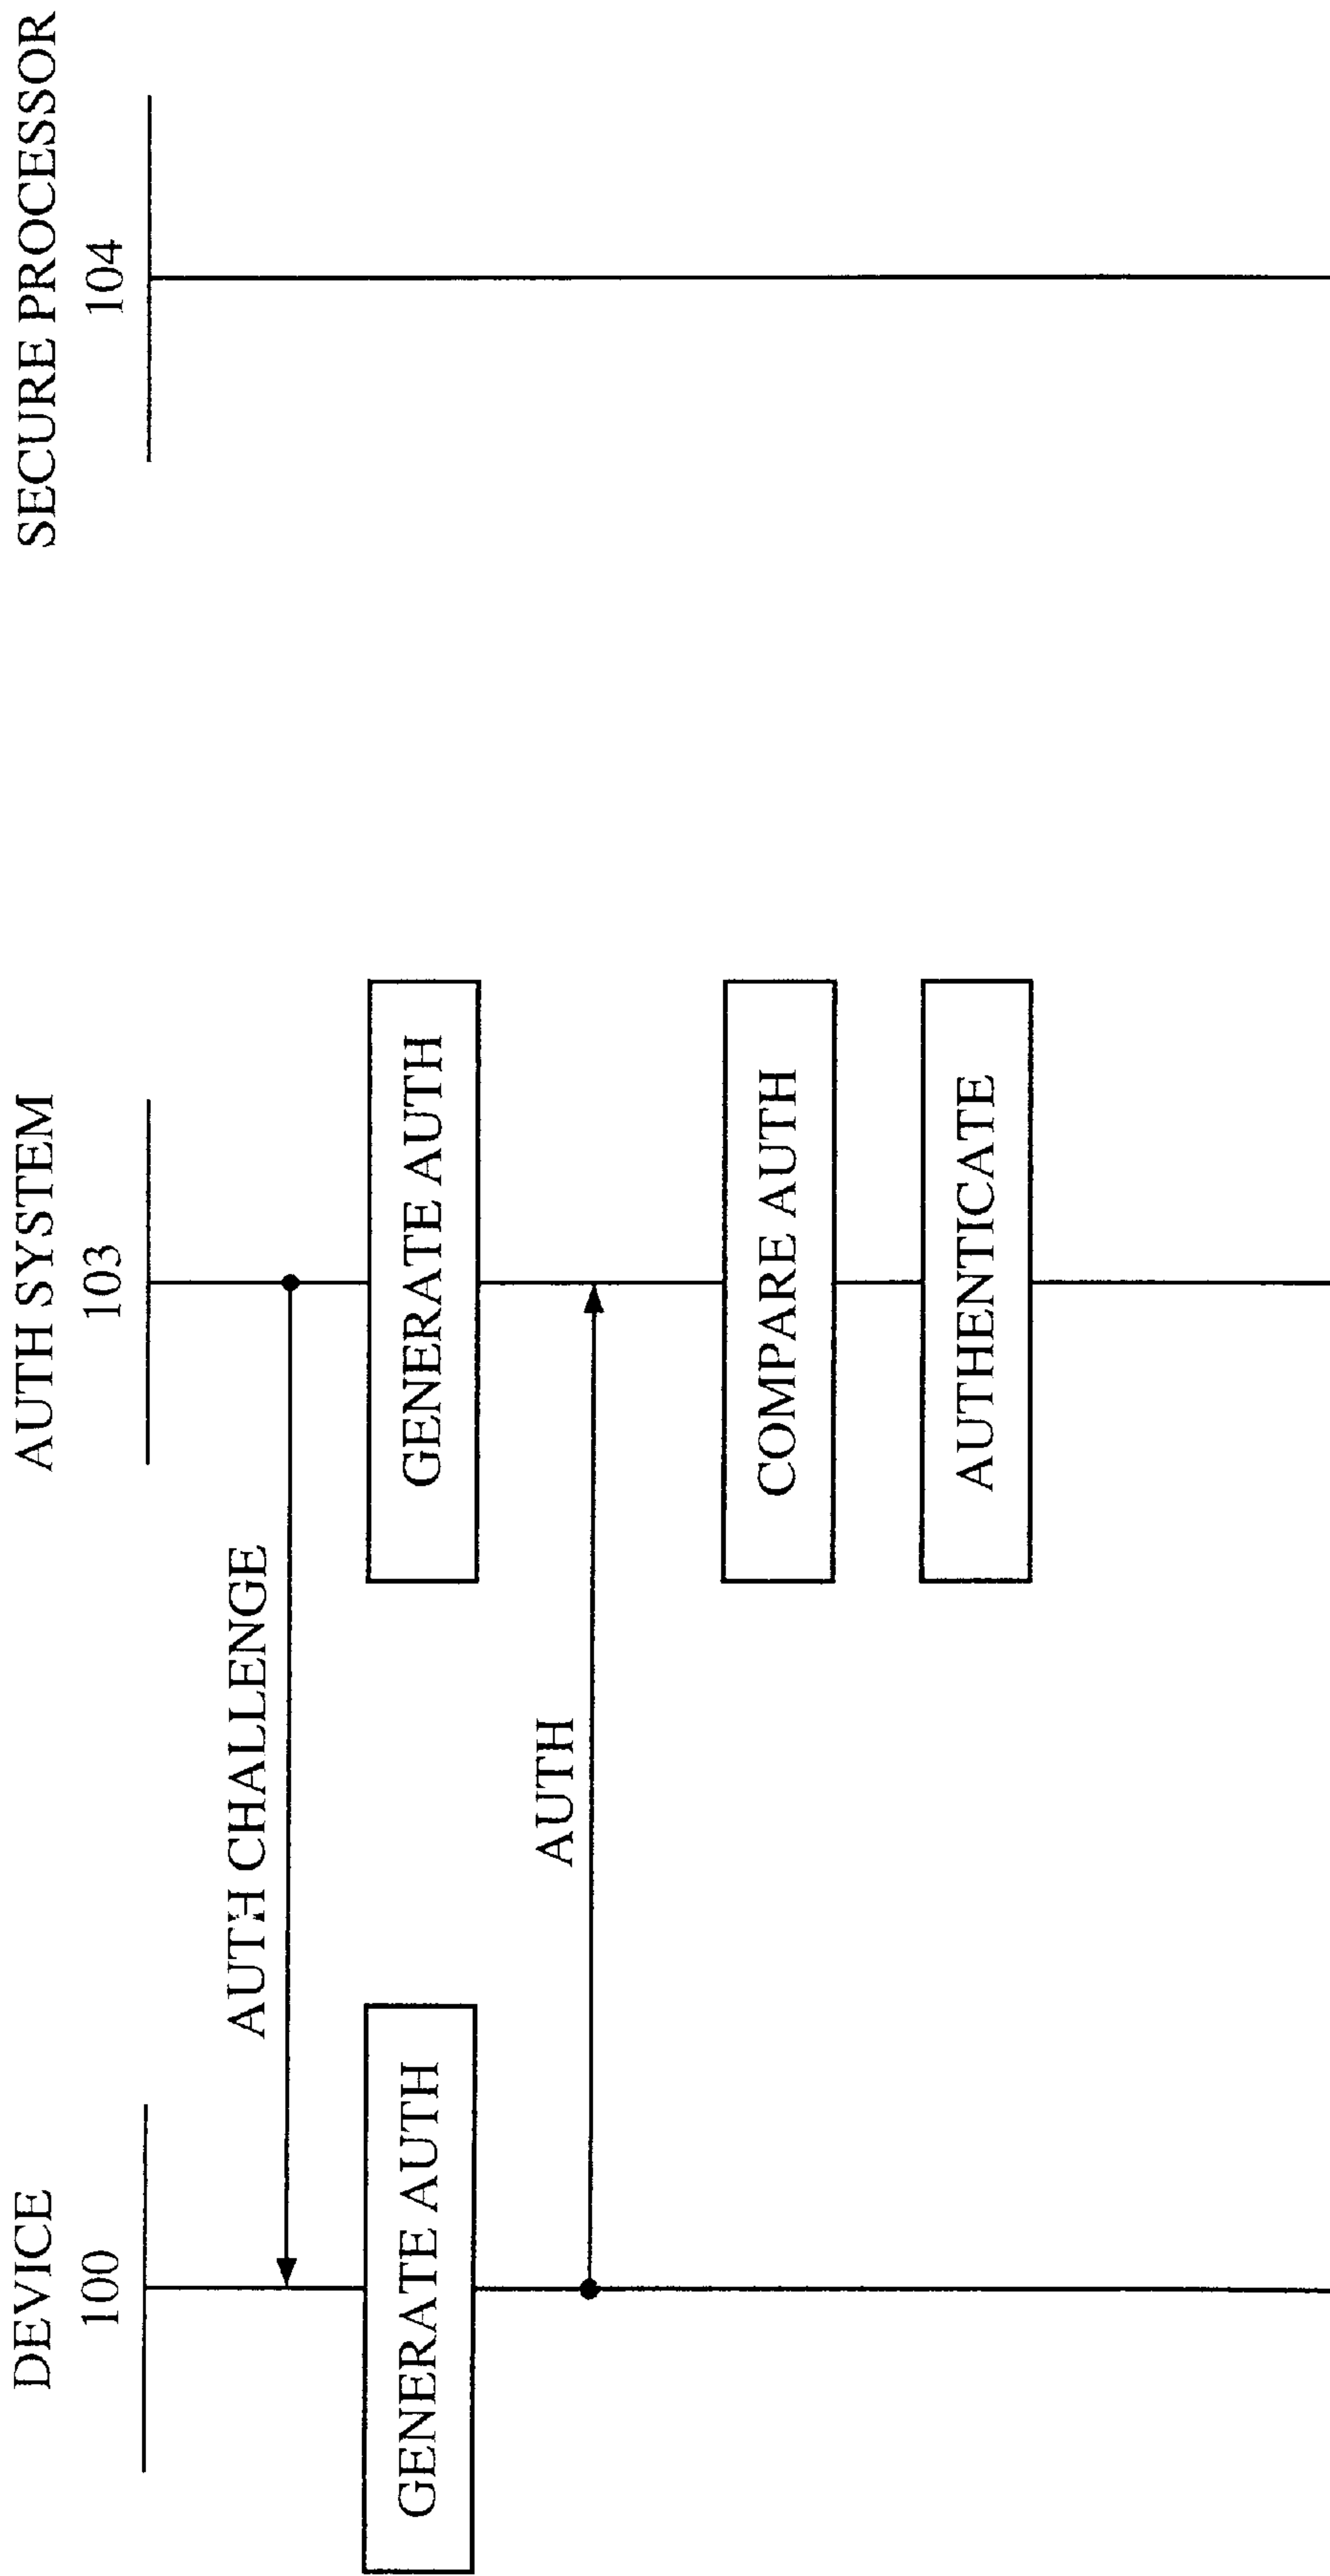 DEVICE
100
AUTH SYSTEM
103
SECURE PROCESSOR
104
AUTH CHALLENGE
GENERATE AUTH
GENERATE AUTH
AUTH
COMPARE AUTH
AUTHENTICATE